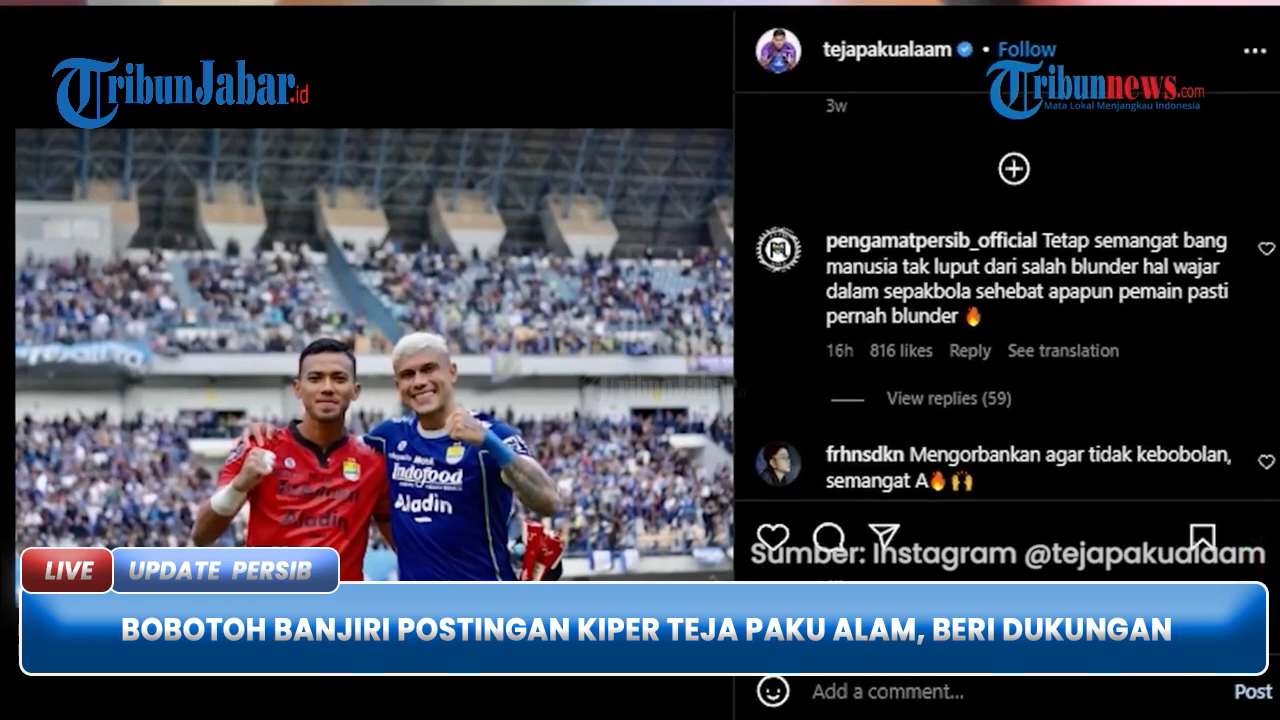 TribunJabar.id
tejapakualaam • Follow
Tribunnews.com
Mata Lokal Menjangkau Indonesia
3w
pengamatpersib_official Tetap semangat bang
manusia tak luput dari salah blunder hal wajar
dalam sepakbola sehebat apapun pemain pasti
pernah blunder 🔥
16h 816 likes Reply See translation
View replies (59)
frhnsdkn Mengorbankan agar tidak kebobolan,
semangat A🔥🙌
Indofood
Aladin
Aladin
Sumber: Instagram @tejapakualaam
LIVE UPDATE PERSIB
BOBOTOH BANJIRI POSTINGAN KIPER TEJA PAKU ALAM, BERI DUKUNGAN
Add a comment... Post